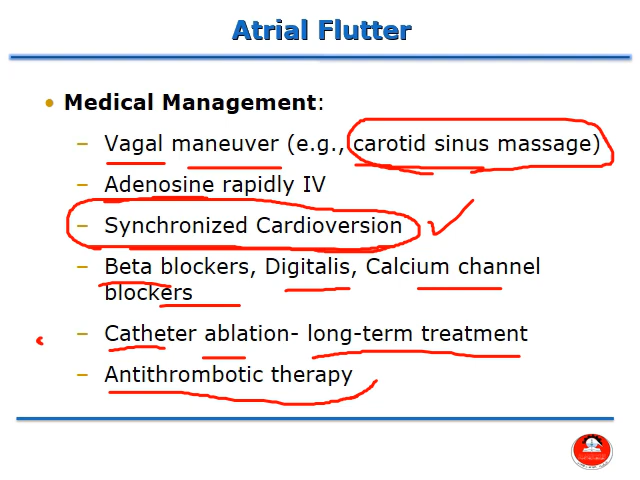 Atrial Flutter
• Medical Management:
– Vagal maneuver (e.g., carotid sinus massage)
– Adenosine rapidly IV
– Synchronized Cardioversion
– Beta blockers, Digitalis, Calcium channel
blockers
– Catheter ablation- long-term treatment
– Antithrombotic therapy